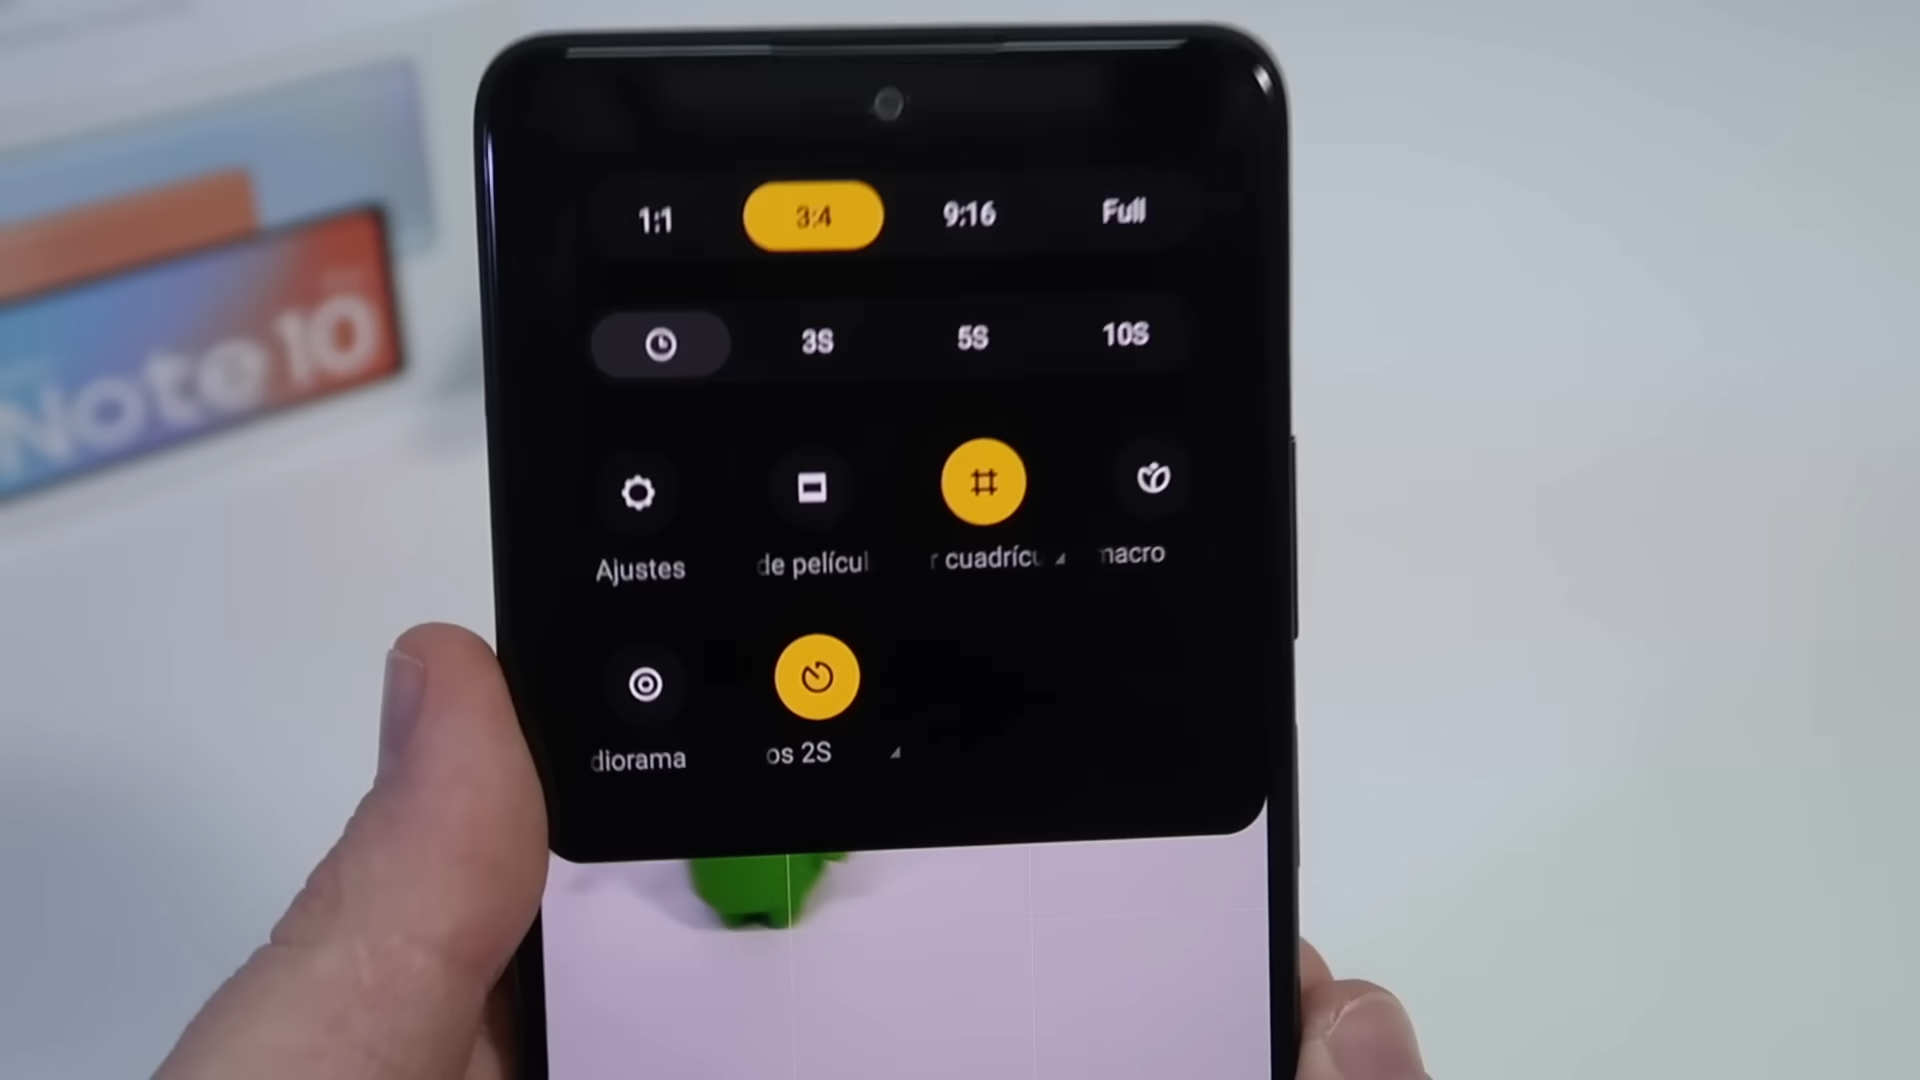 1:1 3:4 9:16 Full
3S 5S 10S
Ajustes de películ r cuadrícu macro
diorama os 2S
Note 10